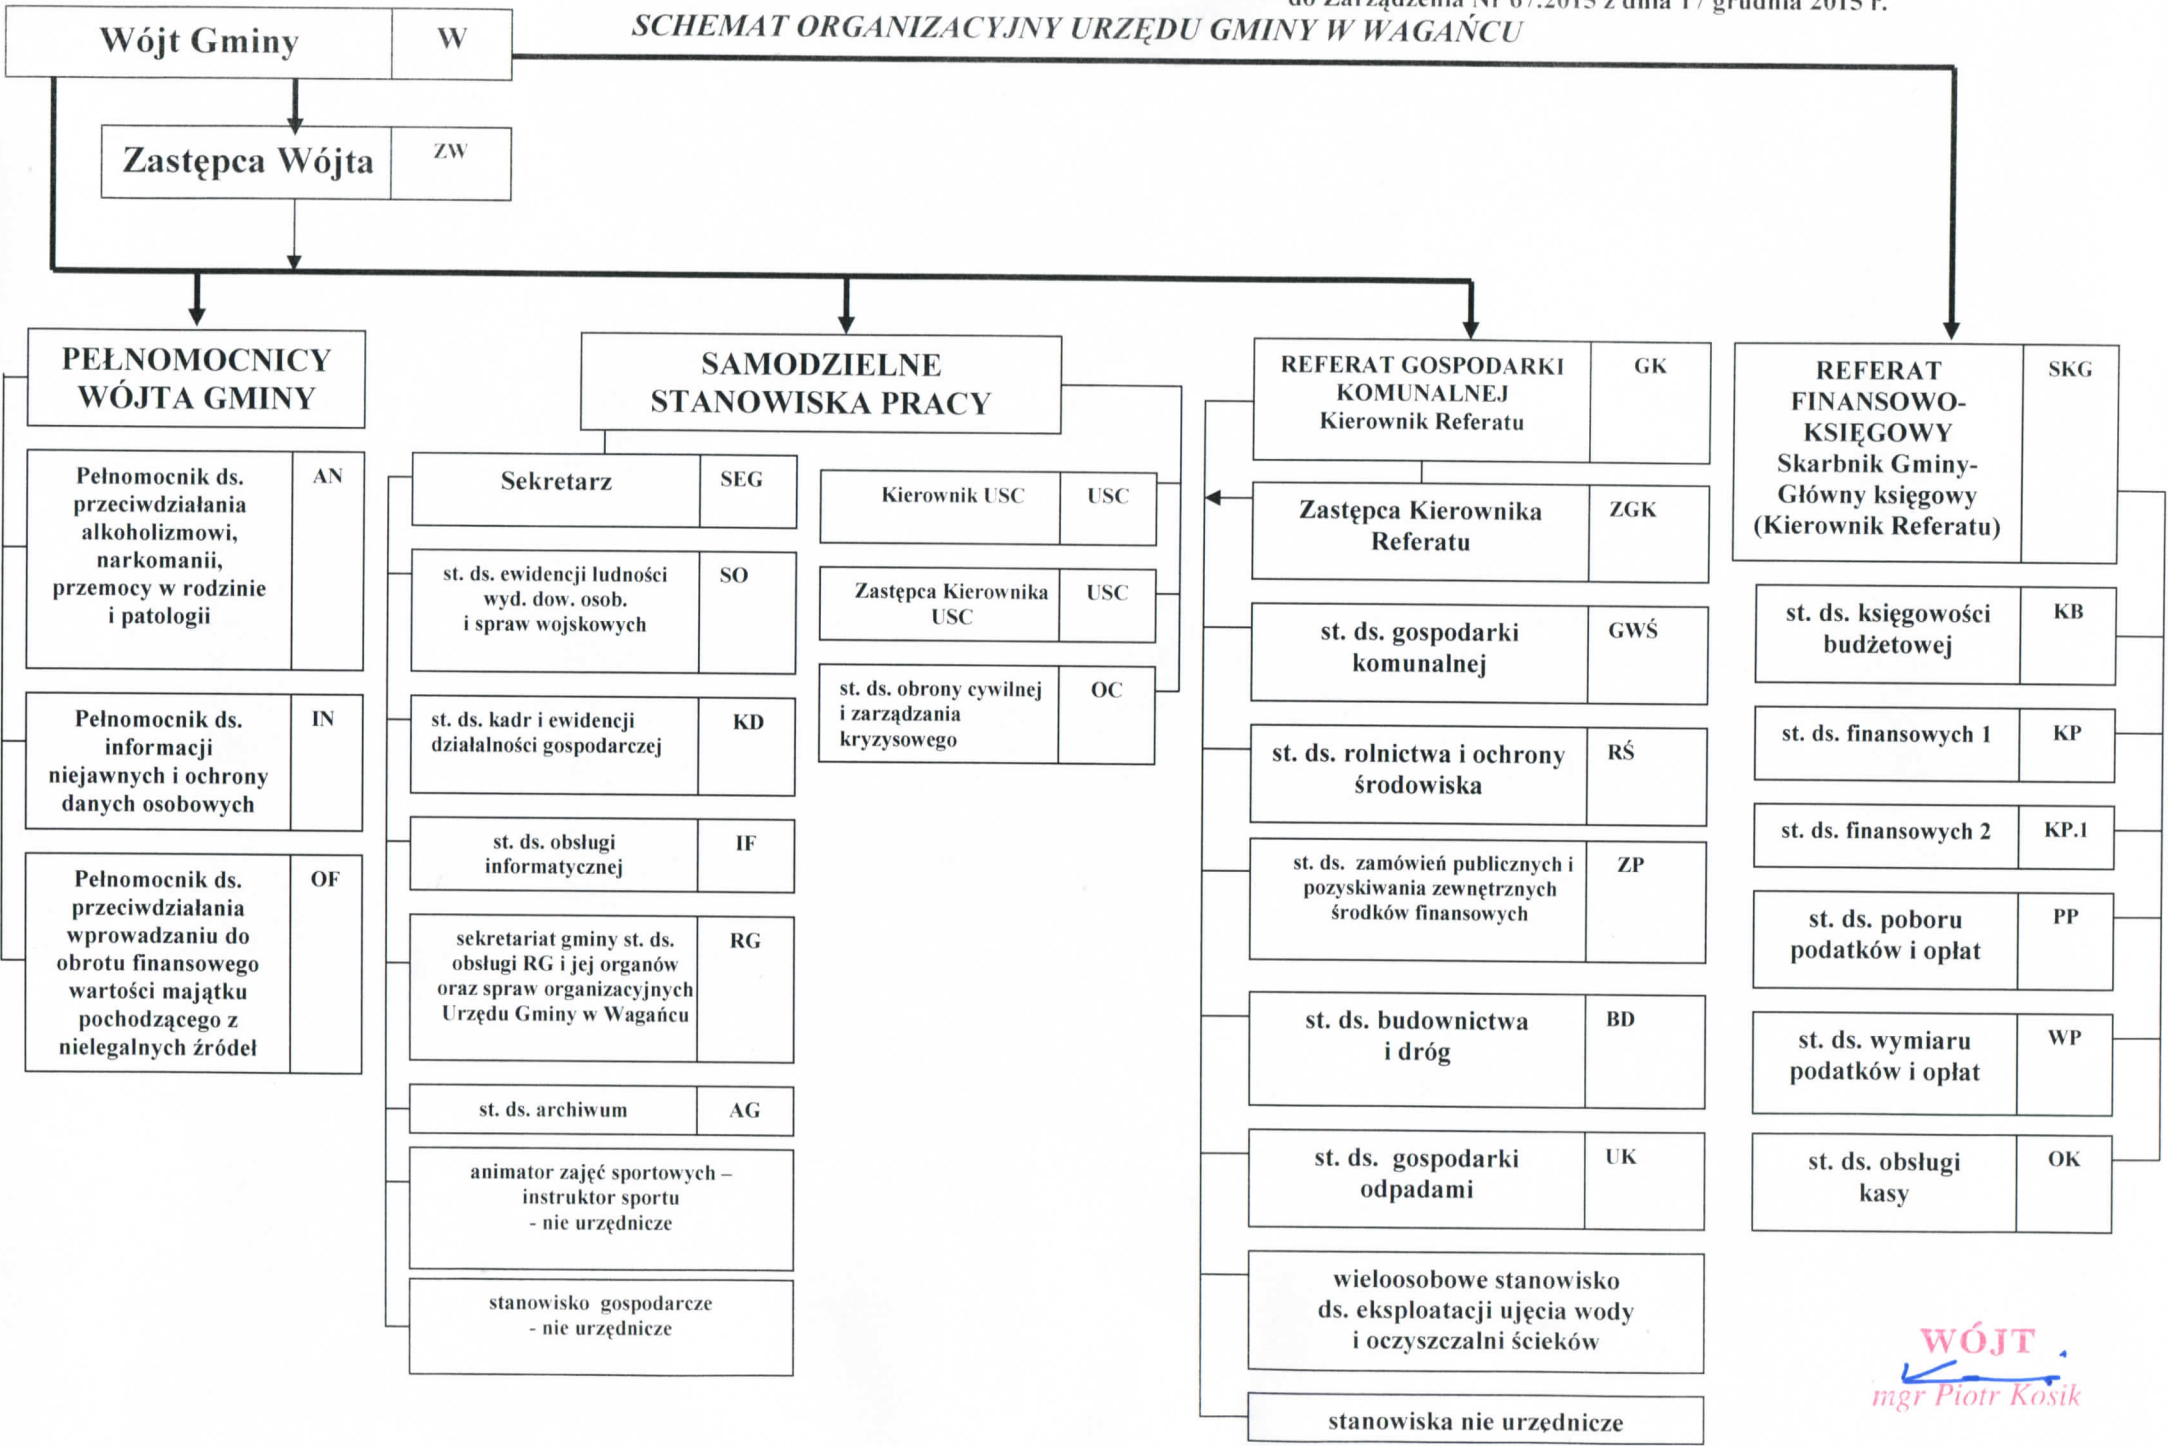 do Zarządzenia Nr 67.2015 z dnia 17 grudnia 2015 r.
SCHEMAT ORGANIZACYJNY URZĘDU GMINY W WAGAŃCU
Wójt Gminy
W
Zastępca Wójta
ZW
PEŁNOMOCNICY
WÓJTA GMINY
Pełnomocnik ds.
przeciwdziałania
alkoholizmowi,
narkomanii,
przemocy w rodzinie
i patologii
AN
Pełnomocnik ds.
informacji
niejawnych i ochrony
danych osobowych
IN
Pełnomocnik ds.
przeciwdziałania
wprowadzaniu do
obrotu finansowego
wartości majątku
pochodzącego z
nielegalnych źródeł
OF
SAMODZIELNE
STANOWISKA PRACY
Sekretarz
SEG
st. ds. ewidencji ludności
wyd. dow. osob.
i spraw wojskowych
SO
st. ds. kadr i ewidencji
działalności gospodarczej
KD
st. ds. obsługi
informatycznej
IF
sekretariat gminy st. ds.
obsługi RG i jej organów
oraz spraw organizacyjnych
Urzędu Gminy w Wagańcu
RG
st. ds. archiwum
AG
animator zajęć sportowych –
instruktor sportu
- nie urzędnicze
stanowisko gospodarcze
- nie urzędnicze
Kierownik USC
USC
Zastępca Kierownika
USC
USC
st. ds. obrony cywilnej
i zarządzania
kryzysowego
OC
REFERAT GOSPODARKI
KOMUNALNEJ
Kierownik Referatu
GK
Zastępca Kierownika
Referatu
ZGK
st. ds. gospodarki
komunalnej
GWŚ
st. ds. rolnictwa i ochrony
środowiska
RŚ
st. ds. zamówień publicznych i
pozyskiwania zewnętrznych
środków finansowych
ZP
st. ds. budownictwa
i dróg
BD
st. ds. gospodarki
odpadami
UK
wieloosobowe stanowisko
ds. eksploatacji ujęcia wody
i oczyszczalni ścieków
stanowiska nie urzędnicze
REFERAT
FINANSOWO-
KSIĘGOWY
Skarbnik Gminy-
Główny księgowy
(Kierownik Referatu)
SKG
st. ds. księgowości
budżetowej
KB
st. ds. finansowych 1
KP
st. ds. finansowych 2
KP.1
st. ds. poboru
podatków i opłat
PP
st. ds. wymiaru
podatków i opłat
WP
st. ds. obsługi
kasy
OK
WÓJT
mgr Piotr Kosik